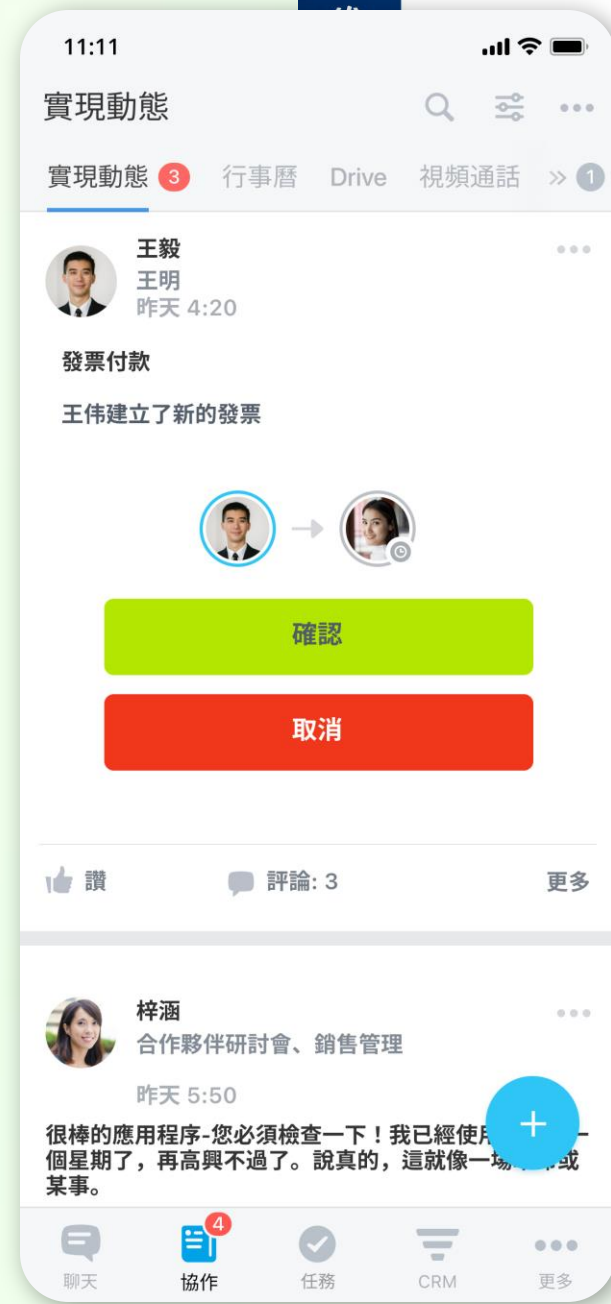 11:11
實現動態
實現動態 3 行事曆 Drive 視頻通話 » 1
王毅
王明
昨天 4:20
發票付款
王伟建立了新的發票
確認
取消
讚 評論: 3 更多
梓涵
合作夥伴研討會、銷售管理
昨天 5:50
很棒的應用程序-您必須檢查一下！我已經使用
個星期了，再高興不過了。說真的，這就像一場 或
某事。
4
聊天 協作 任務 CRM 更多